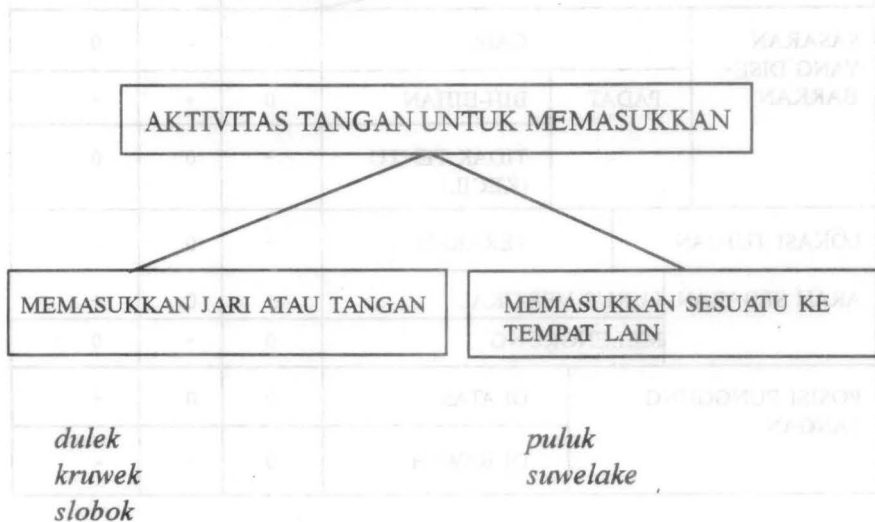 AKTIVITAS TANGAN UNTUK MEMASUKKAN
MEMASUKKAN JARI ATAU TANGAN
MEMASUKKAN SESUATU KE
TEMPAT LAIN
dulek
kruwek
slobok
puluk
suwelake